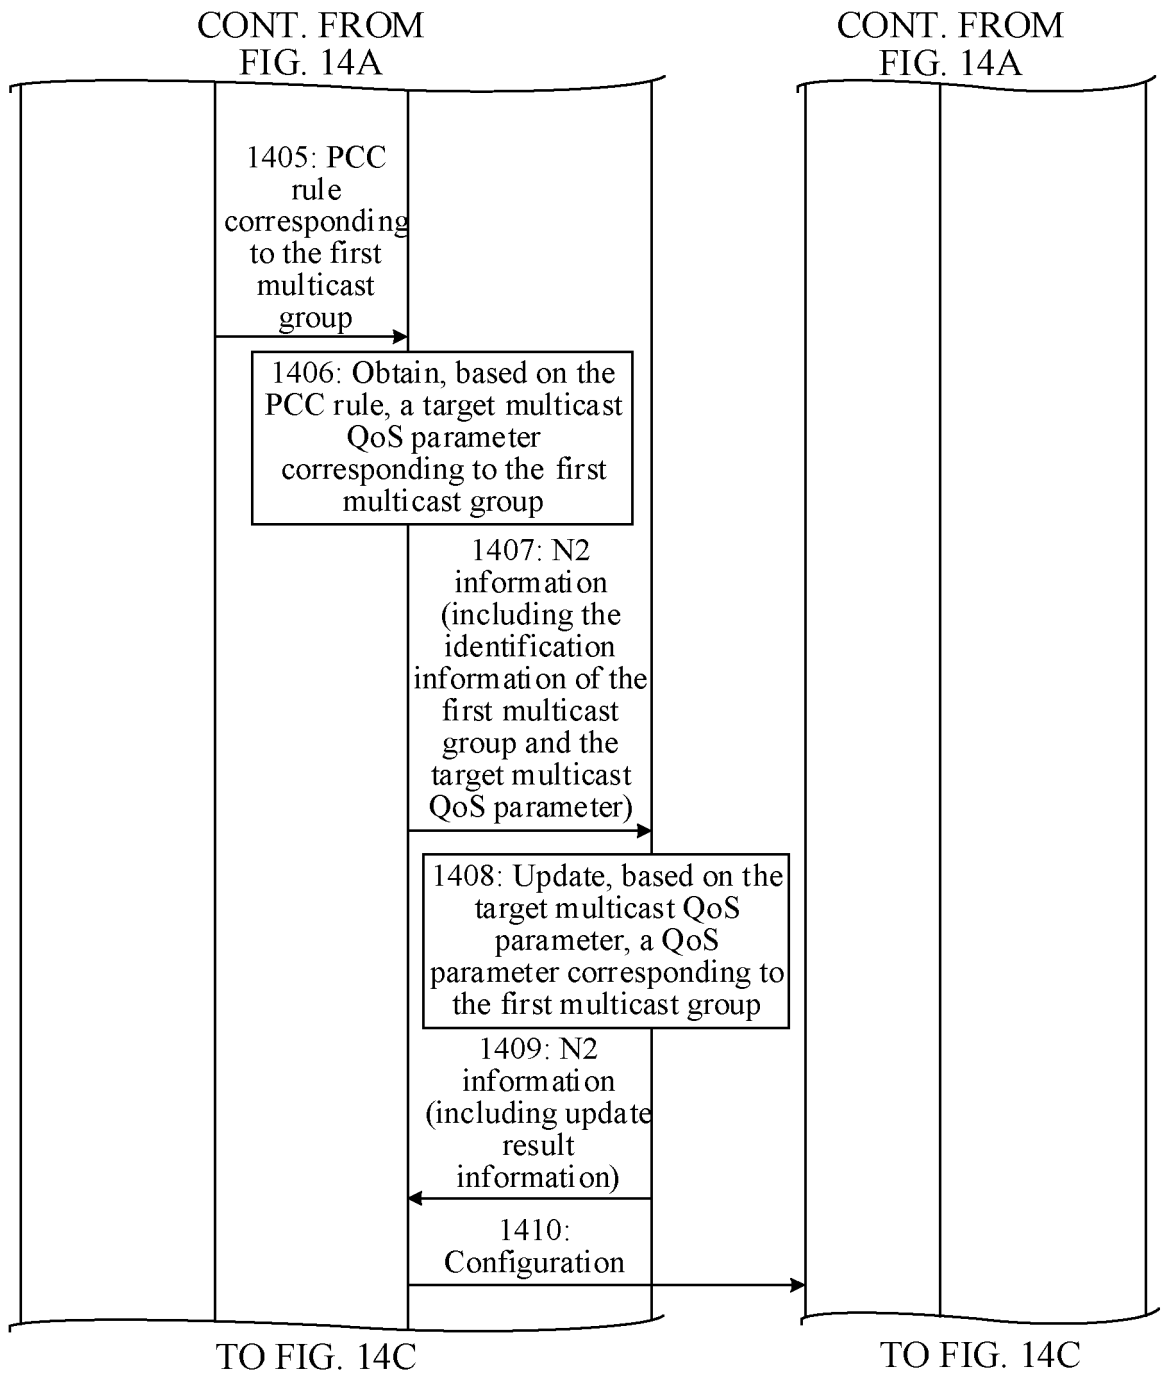 CONT. FROM
FIG. 14A
CONT. FROM
FIG. 14A
1405: PCC
rule
corresponding
to the first
multicast
group
1406: Obtain, based on the
PCC rule, a target multicast
QoS parameter
corresponding to the first
multicast group
1407: N2
information
(including the
identification
information of the
first multicast
group and the
target multicast
QoS parameter)
1408: Update, based on the
target multicast QoS
parameter, a QoS
parameter corresponding to
the first multicast group
1409: N2
information
(including update
result
information)
1410:
Configuration
TO FIG. 14C
TO FIG. 14C